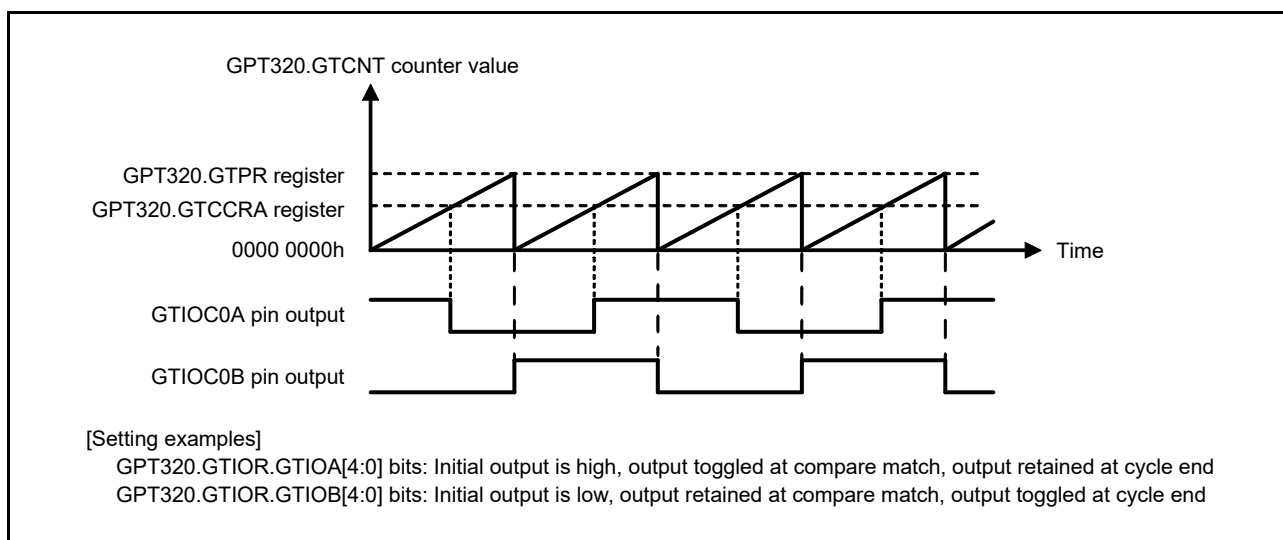 GPT320.GTCNT counter value
GPT320.GTPR register
GPT320.GTCCRA register
0000 0000h
Time
GTIOC0A pin output
GTIOC0B pin output
[Setting examples]
GPT320.GTIOR.GTIOA[4:0] bits: Initial output is high, output toggled at compare match, output retained at cycle end
GPT320.GTIOR.GTIOB[4:0] bits: Initial output is low, output retained at compare match, output toggled at cycle end